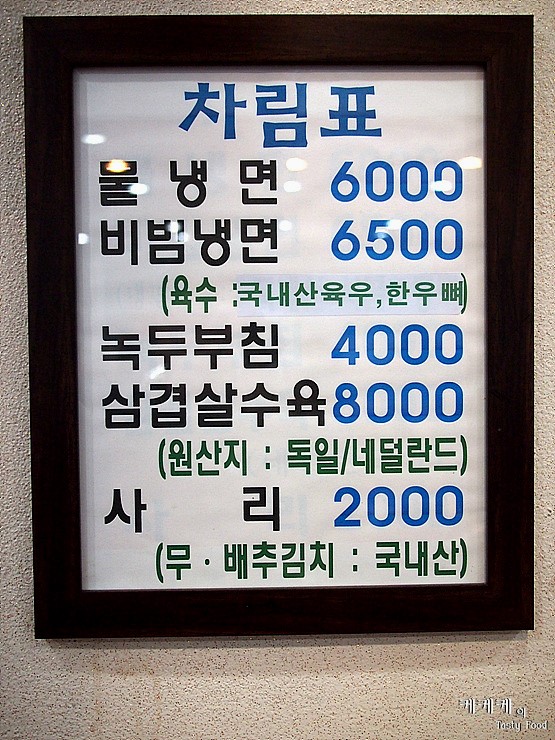 차림표
물 냉 면 6000
비빔냉면 6500
(육수 :국내산육우,한우뼈)
녹두부침 4000
삼겹살수육 8000
(원산지 : 독일/네덜란드)
사 리 2000
(무 · 배추김치 : 국내산)
Tasty Food